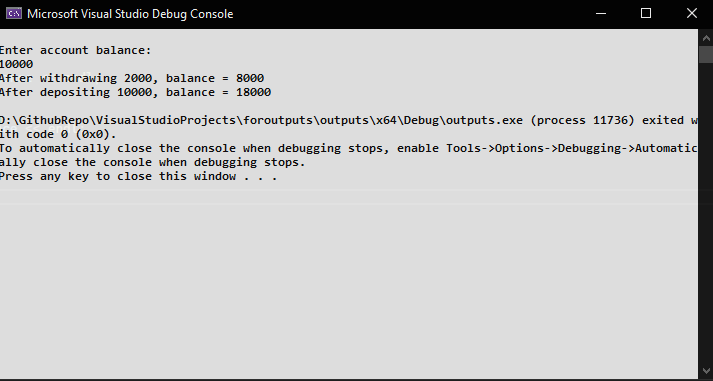 Microsoft Visual Studio Debug Console
Enter account balance:
10000
After withdrawing 2000, balance = 8000
After depositing 10000, balance = 18000
D:\GithubRepo\VisualStudioProjects\foroutputs\outputs\x64\Debug\outputs.exe (process 11736) exited w
ith code 0 (0x0).
To automatically close the console when debugging stops, enable Tools->Options->Debugging->Automatic
ally close the console when debugging stops.
Press any key to close this window . . .